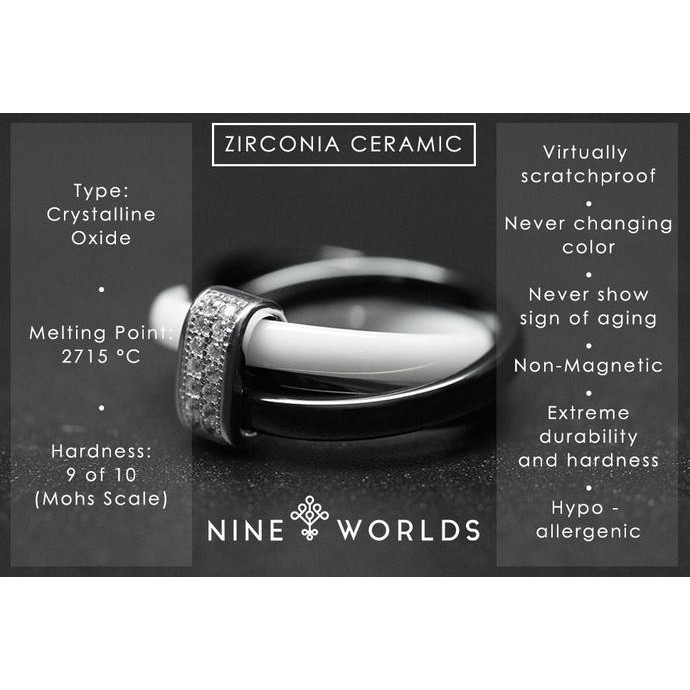 ZIRCONIA CERAMIC
Type:
Crystalline
Oxide
•
Melting Point:
2715 ºC
•
Hardness:
9 of 10
(Mohs Scale)
Virtually
scratchproof
•
Never changing
color
•
Never show
sign of aging
•
Non-Magnetic
•
Extreme
durability
and hardness
•
Hypo -
allergenic
NINE WORLDS